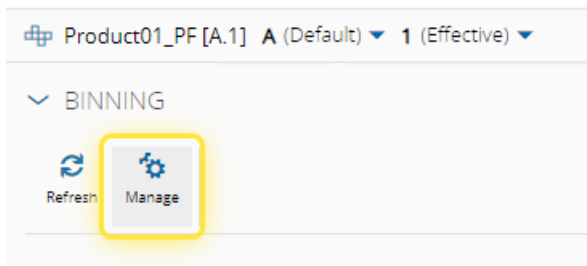 Product01_PF [A.1] A (Default) 1 (Effective)
BINNING
Refresh Manage